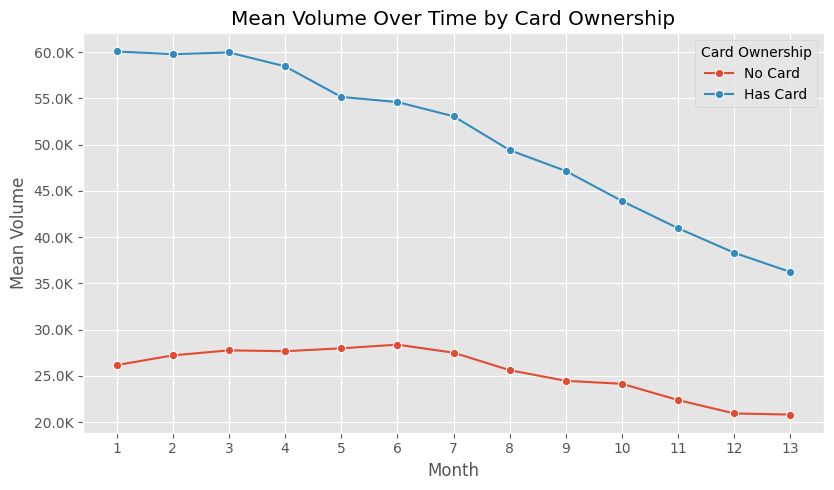 Mean Volume Over Time by Card Ownership
Card Ownership
No Card
Has Card
60.0K
55.0K
50.0K
45.0K
40.0K
35.0K
30.0K
25.0K
20.0K
Mean Volume
1 2 3 4 5 6 7 8 9 10 11 12 13
Month